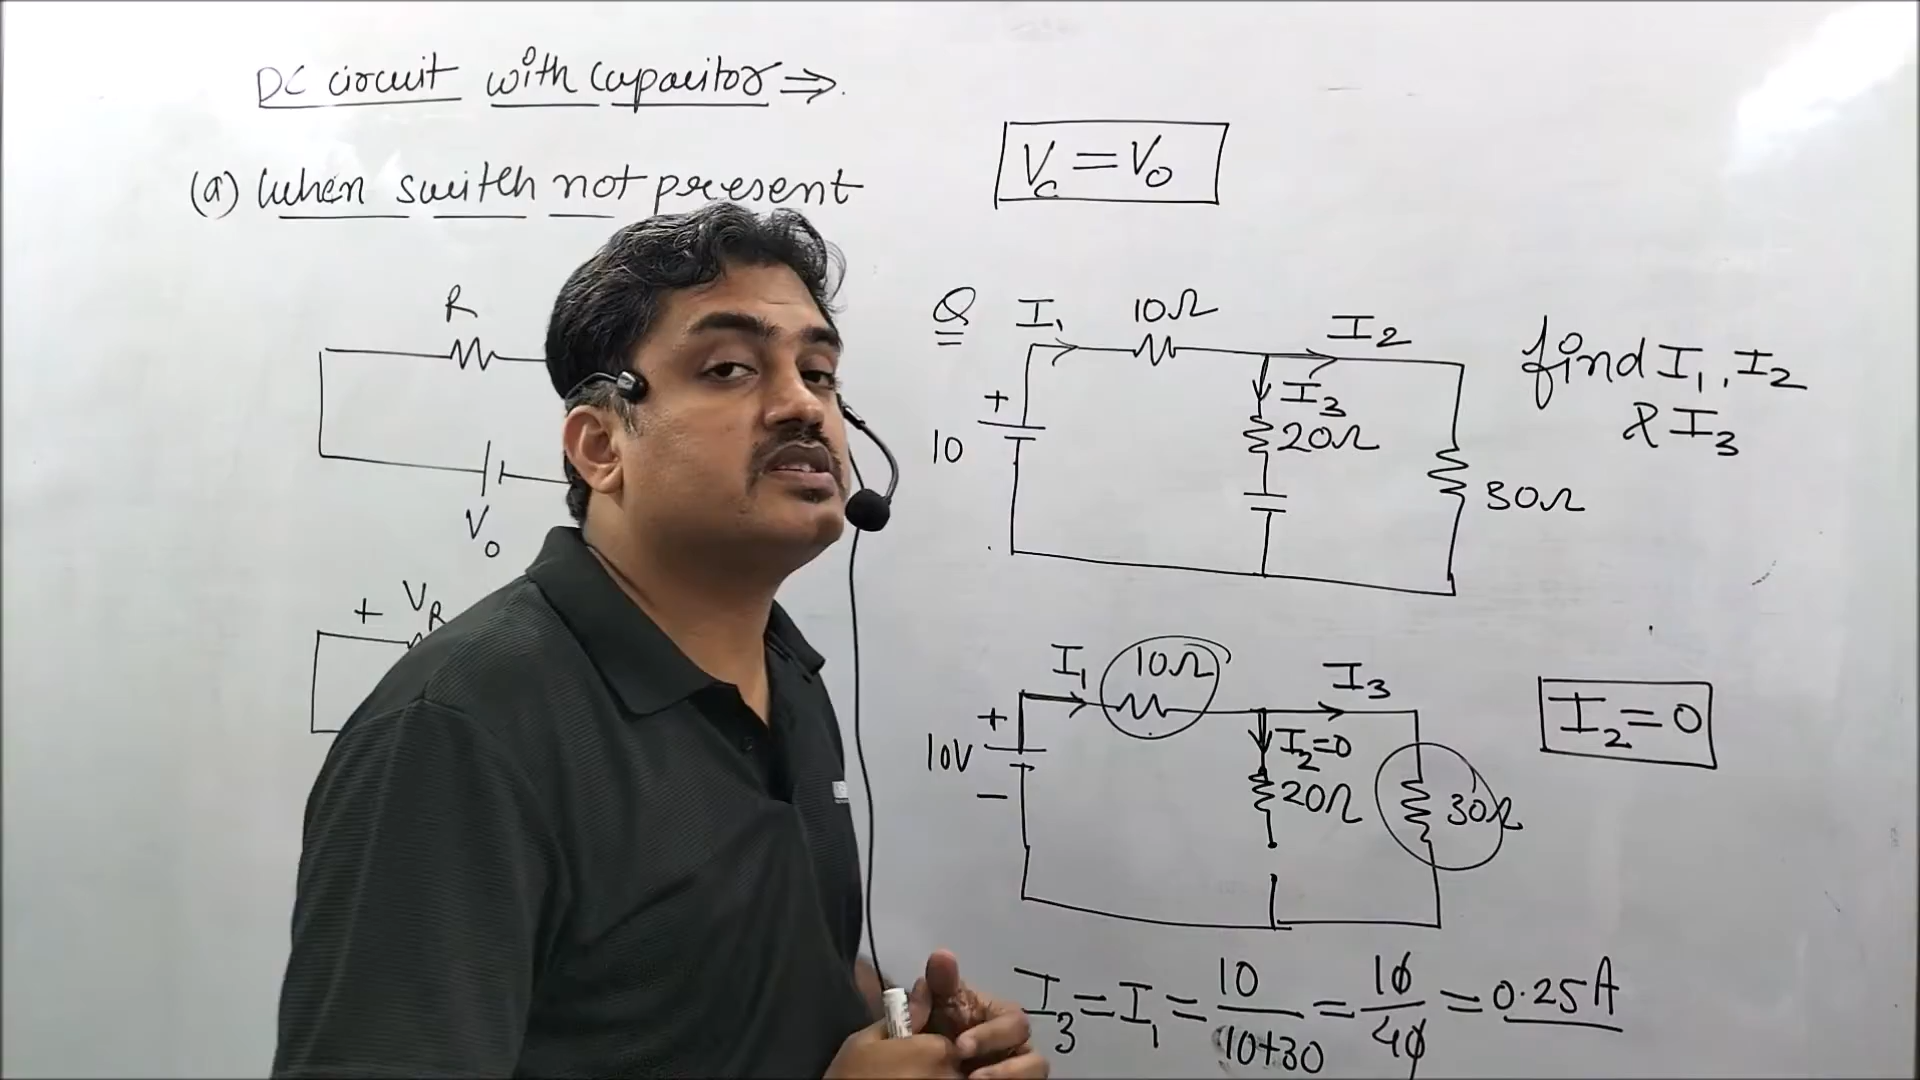 DC circuit with capacitor ⇒
(a) When switch not present
R
V₀
+ V_R
V_c = V₀
Q
I₁ 10Ω I₂
+
10
I₃
20Ω
30Ω
find I₁, I₂
& I₃
I₁ 10Ω I₃
+
10V
−
I₂=0
20Ω
30Ω
I₂ = 0
I₃ = I₁ = 10/(10+30) = 10/40 = 0.25A